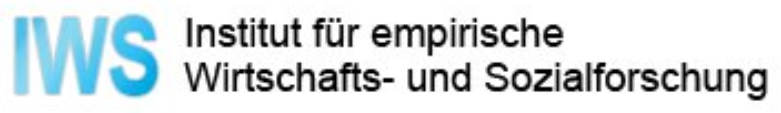 IWS
Institut für empirische
Wirtschafts- und Sozialforschung